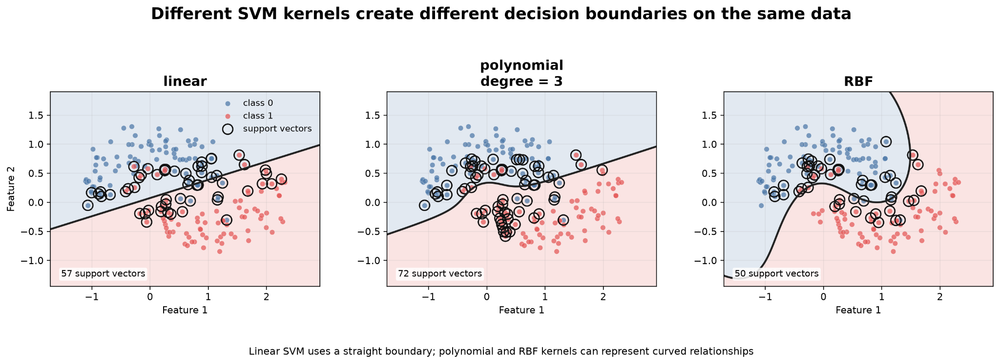 Different SVM kernels create different decision boundaries on the same data
linear
Feature 2
1.5
1.0
0.5
0.0
−0.5
−1.0
class 0
class 1
support vectors
57 support vectors
−1
0
1
2
Feature 1
polynomial
degree = 3
1.5
1.0
0.5
0.0
−0.5
−1.0
72 support vectors
−1
0
1
2
Feature 1
RBF
1.5
1.0
0.5
0.0
−0.5
−1.0
50 support vectors
−1
0
1
2
Feature 1
Linear SVM uses a straight boundary; polynomial and RBF kernels can represent curved relationships